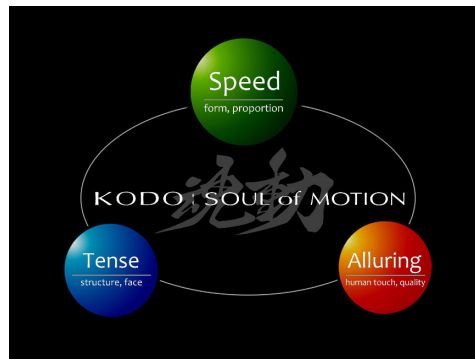 Speed
form, proportion
魂動
KODO : SOUL of MOTION
Tense
structure, face
Alluring
human touch, quality